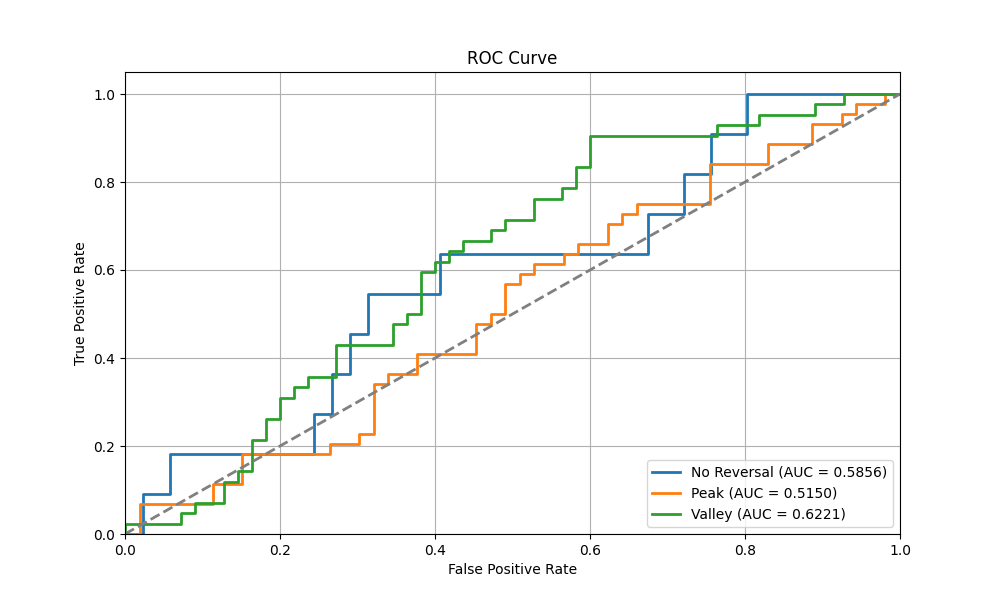 ROC Curve
True Positive Rate
1.0
0.8
0.6
0.4
0.2
0.0
0.0 0.2 0.4 0.6 0.8 1.0
False Positive Rate
No Reversal (AUC = 0.5856)
Peak (AUC = 0.5150)
Valley (AUC = 0.6221)